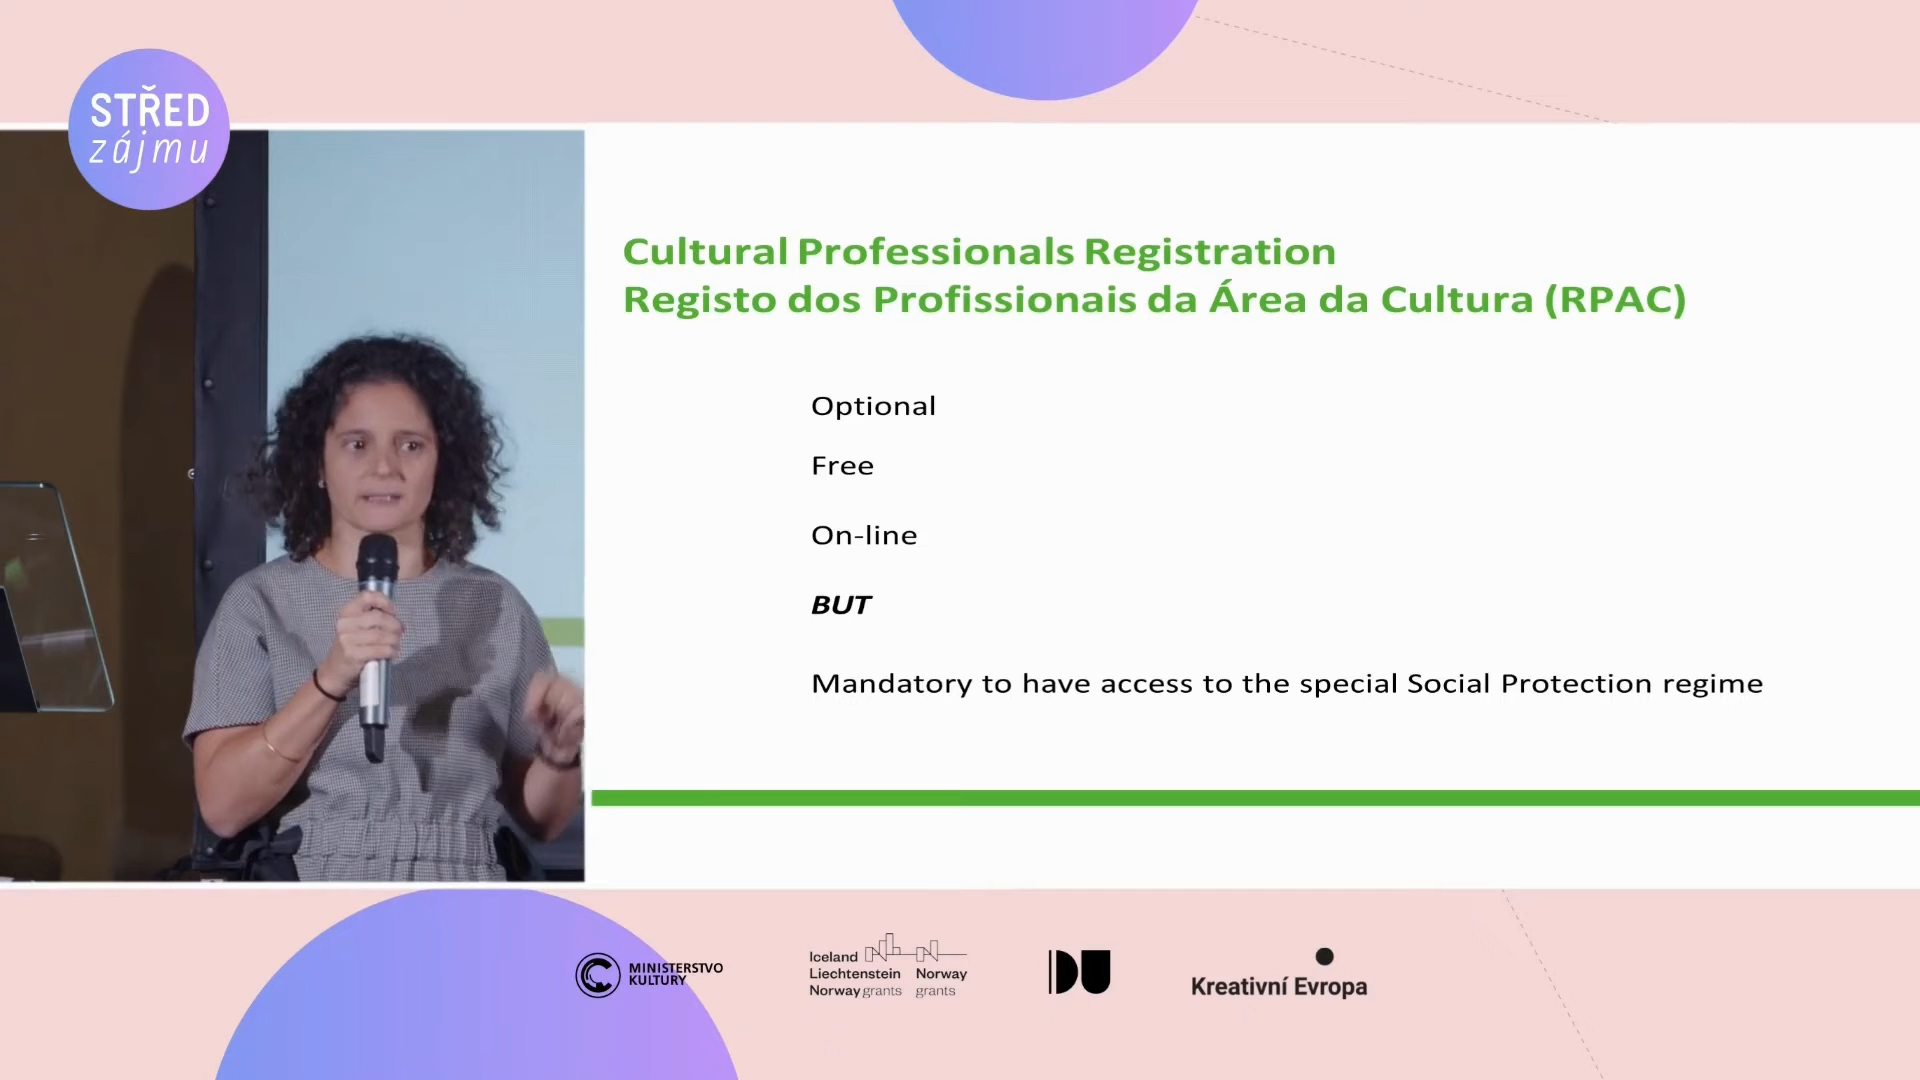 STŘED
zájmu
Cultural Professionals Registration
Registo dos Profissionais da Área da Cultura (RPAC)
Optional
Free
On-line
BUT
Mandatory to have access to the special Social Protection regime
MINISTERSTVO
KULTURY
Iceland
Liechtenstein
Norway grants
Norway
grants
DU
Kreativní Evropa